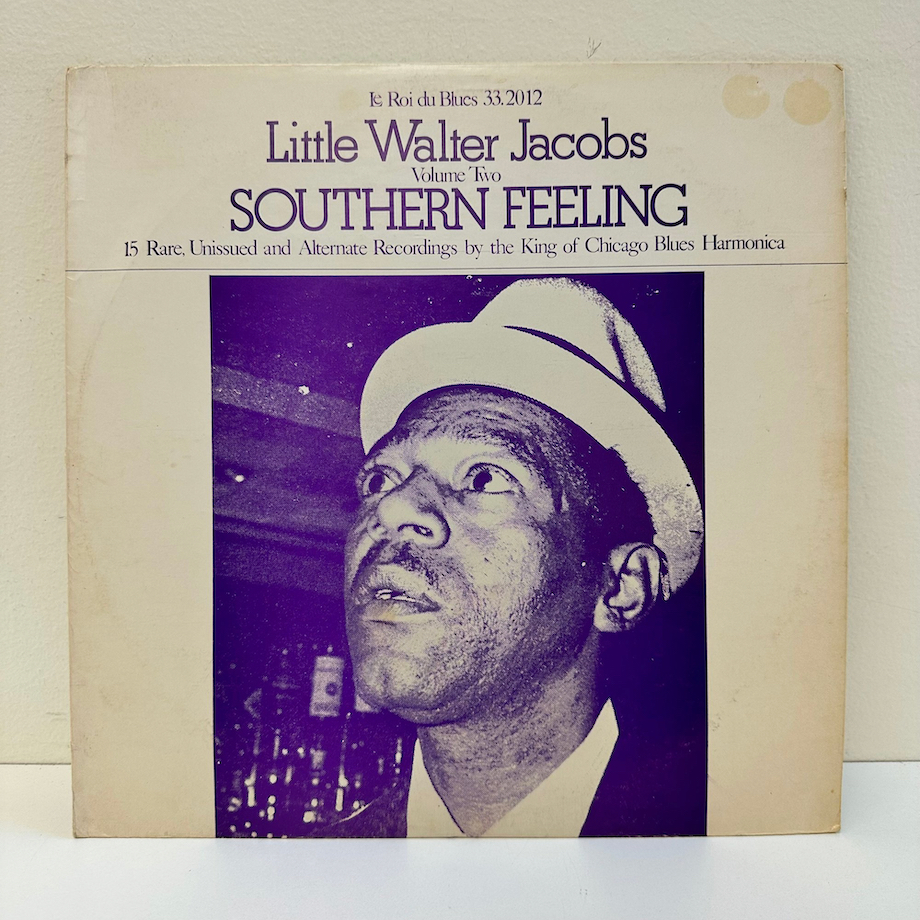 Le Roi du Blues 33.2012
Little Walter Jacobs
Volume Two
SOUTHERN FEELING
15 Rare, Unissued and Alternate Recordings by the King of Chicago Blues Harmonica